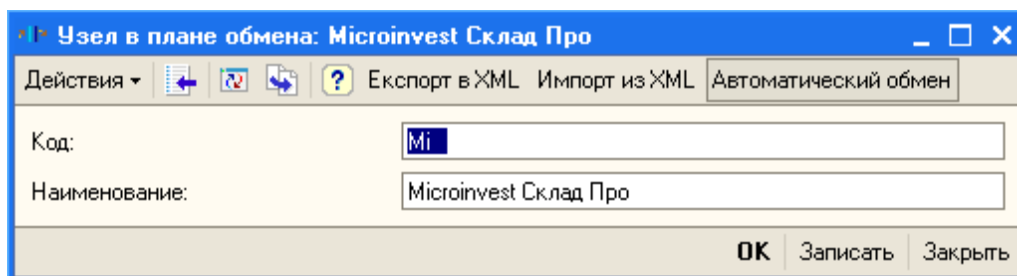 Узел в плане обмена: Microinvest Склад Про
Действия ? Експорт в XML Импорт из XML Автоматический обмен
Код: Mi
Наименование: Microinvest Склад Про
OK Записать Закрыть